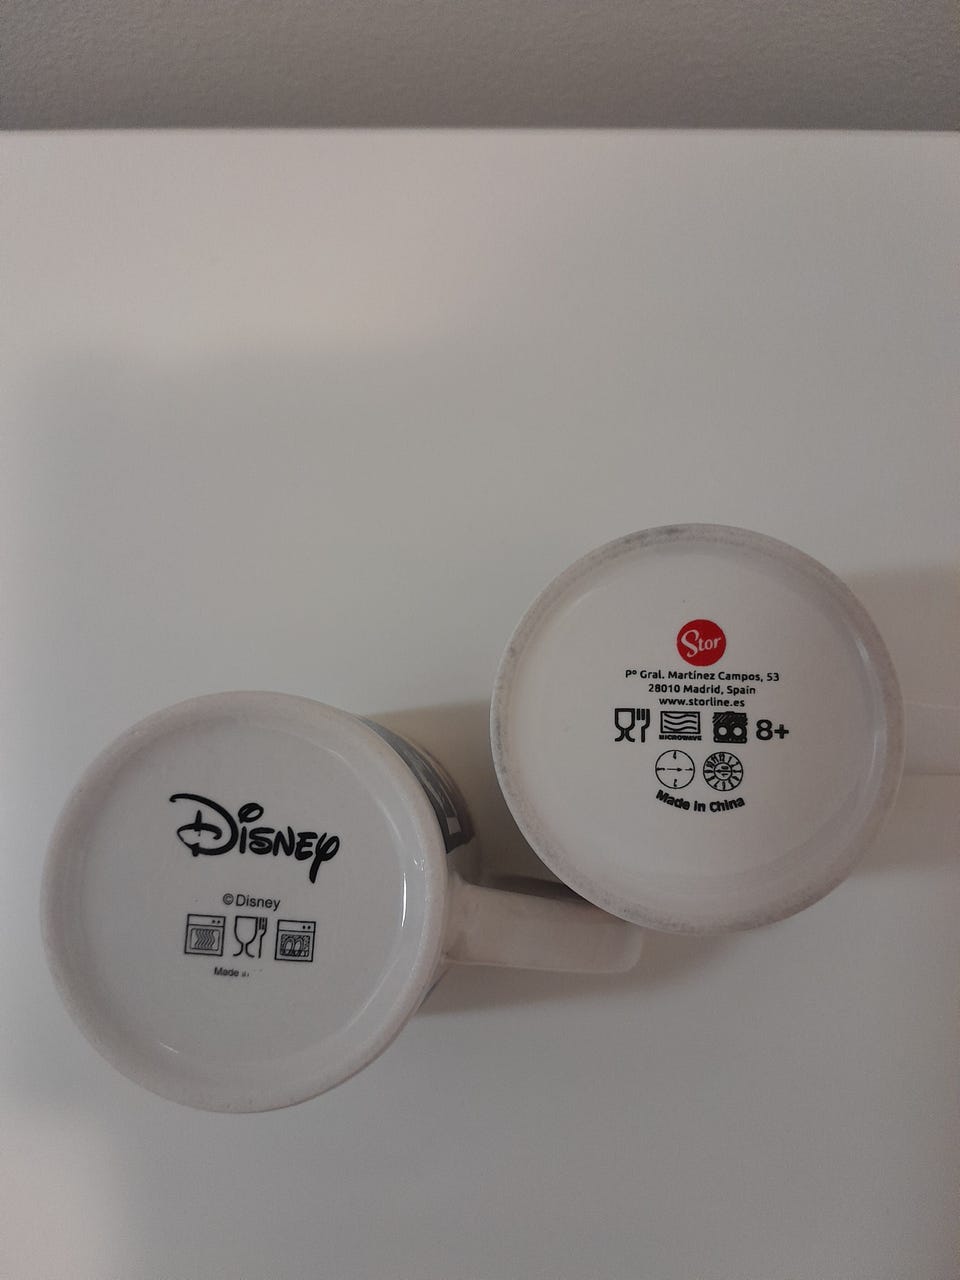 Stor
Pº Gral. Martínez Campos, 53
28010 Madrid, Spain
www.storline.es
MICROWAVE
8+
Made in China
Disney
©Disney
Made